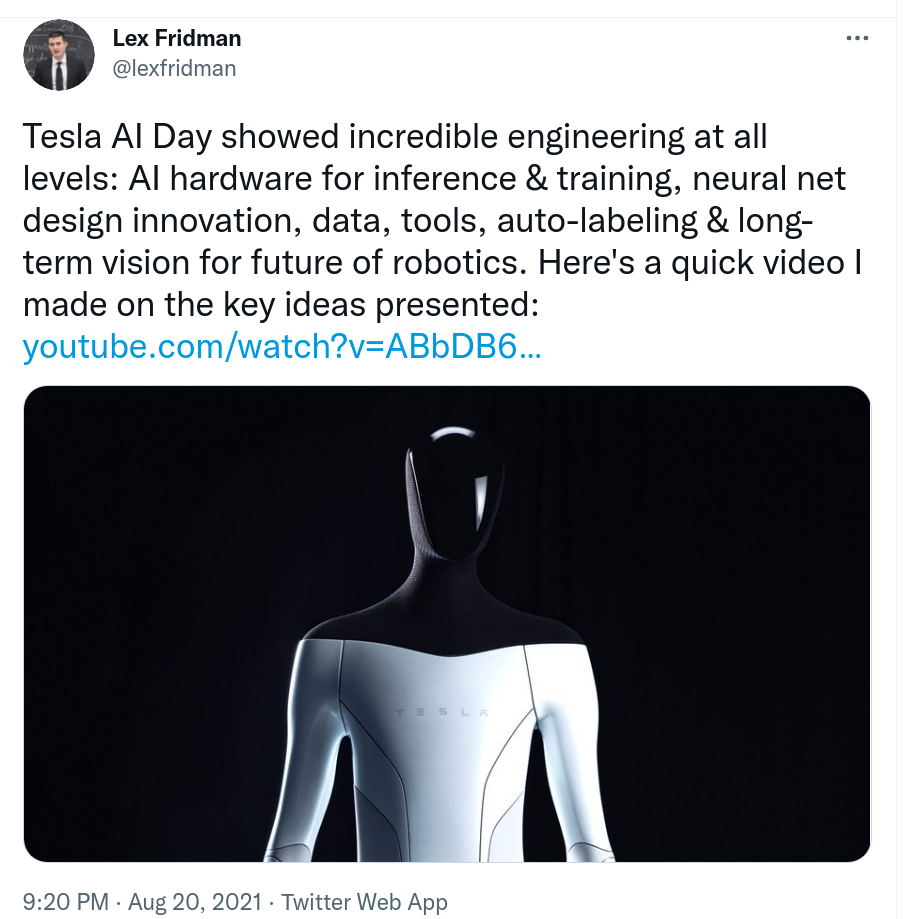 Lex Fridman
@lexfridman
Tesla AI Day showed incredible engineering at all
levels: AI hardware for inference & training, neural net
design innovation, data, tools, auto-labeling & long-
term vision for future of robotics. Here's a quick video I
made on the key ideas presented:
youtube.com/watch?v=ABbDB6…
TESLA
9:20 PM · Aug 20, 2021 · Twitter Web App